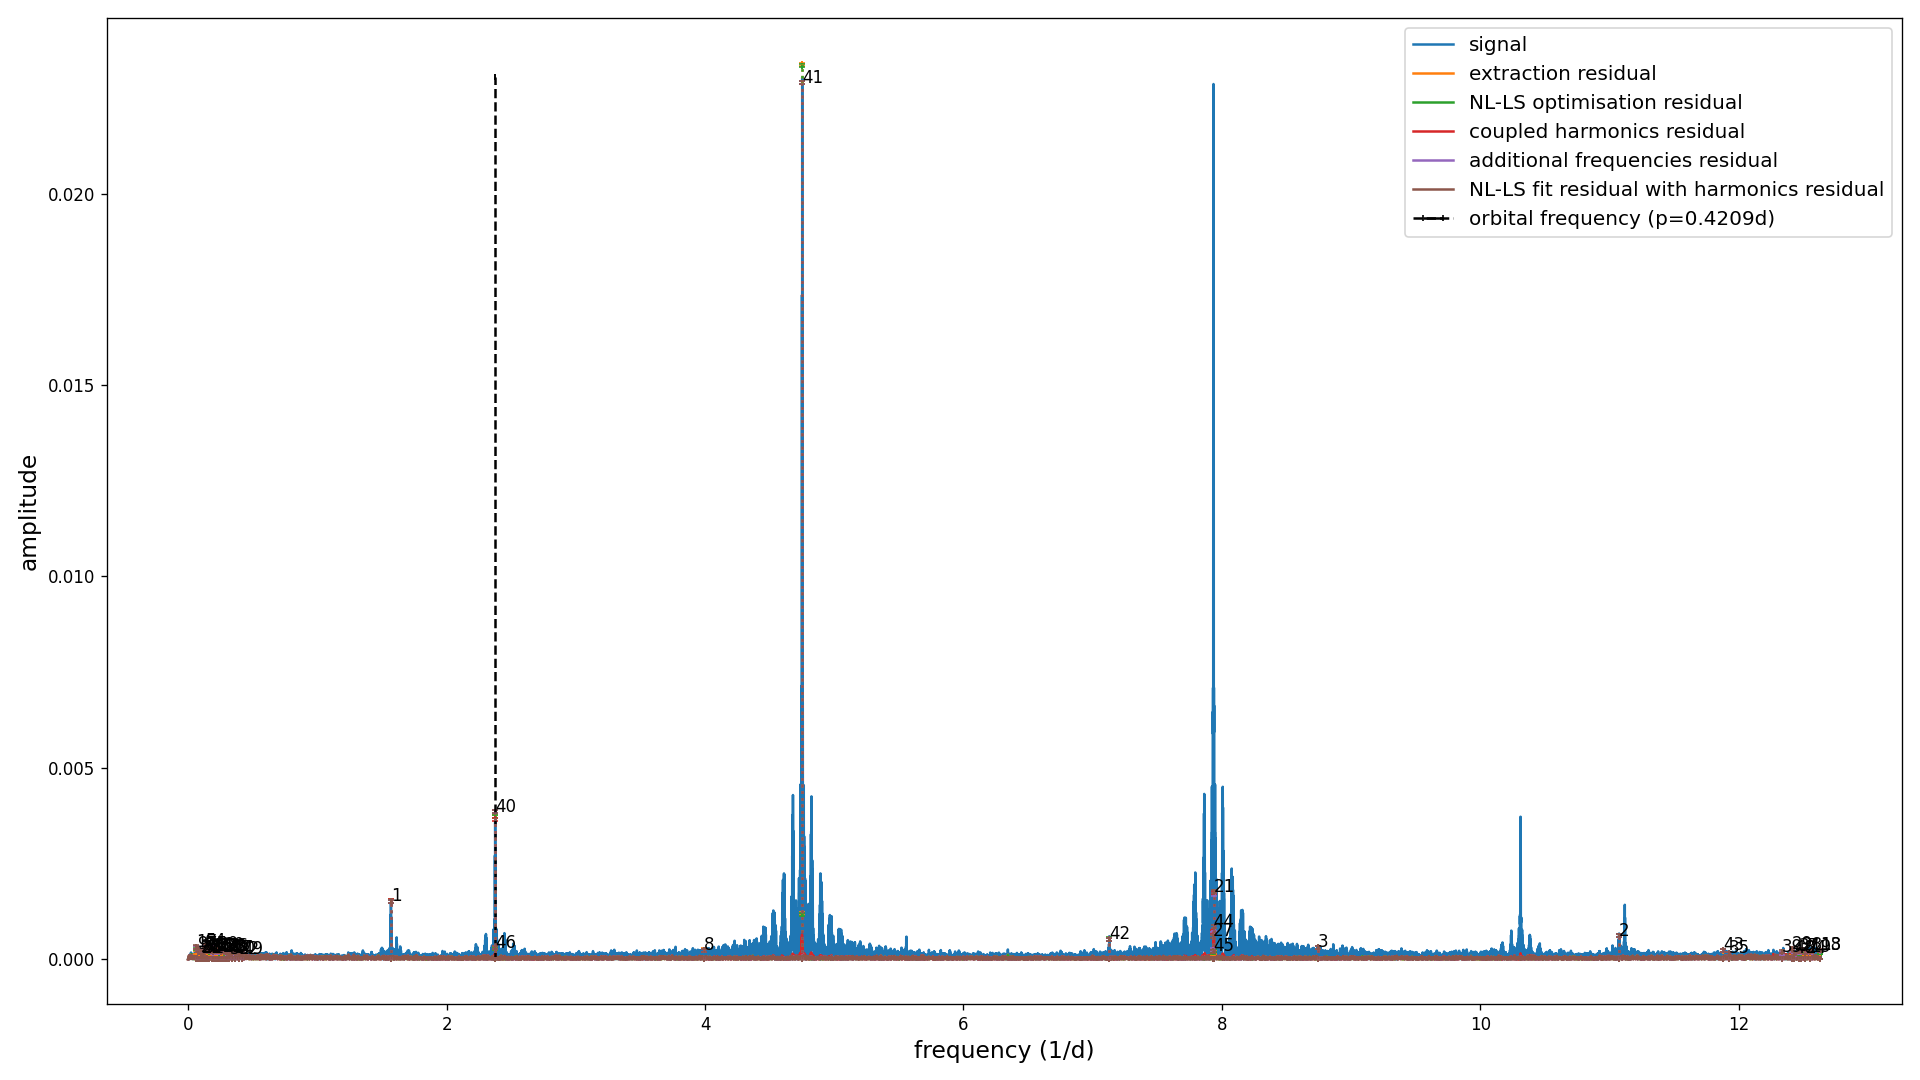 signal
extraction residual
NL-LS optimisation residual
coupled harmonics residual
additional frequencies residual
NL-LS fit residual with harmonics residual
orbital frequency (p=0.4209d)
amplitude
0.020
0.015
0.010
0.005
0.000
41
40
1
46
8
42
21
44
27
45
3
2
43
35
0
2
4
6
8
10
12
frequency (1/d)